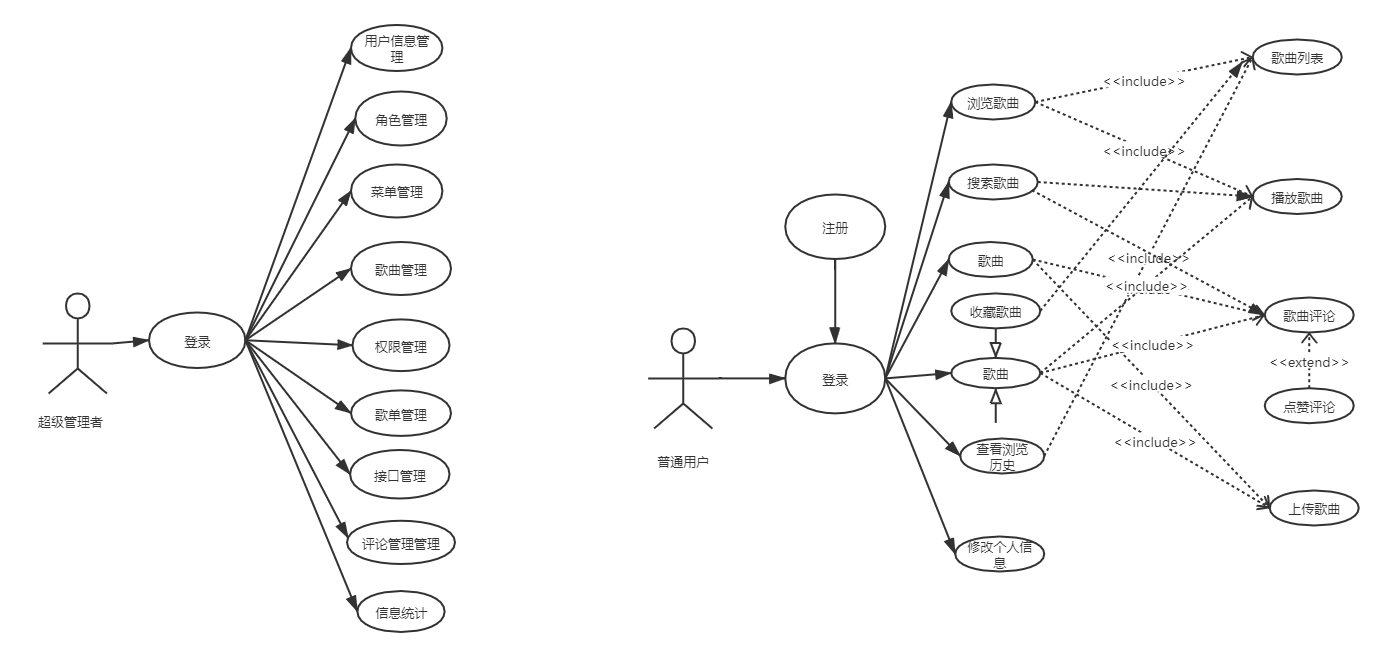 用户信息管
理
角色管理
菜单管理
歌曲管理
权限管理
歌单管理
接口管理
评论管理管理
信息统计
登录
超级管理者
注册
登录
普通用户
浏览歌曲
搜索歌曲
歌曲
收藏歌曲
歌曲
查看浏览
历史
修改个人信
息
<<include>>
<<include>>
<<include>>
<<include>>
<<include>>
<<include>>
<<include>>
<<extend>>
歌曲列表
播放歌曲
歌曲评论
点赞评论
上传歌曲